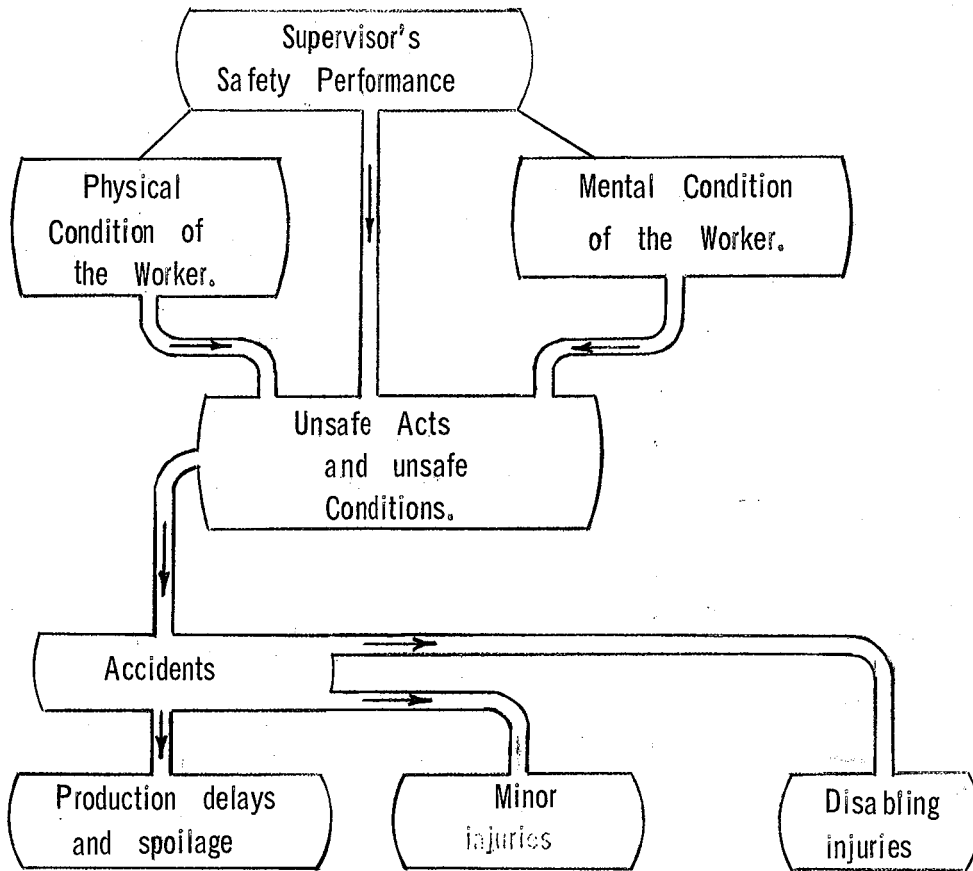 Supervisor's
Safety Performance
Physical
Condition of
the Worker.
Mental Condition
of the Worker.
Unsafe Acts
and unsafe
Conditions.
Accidents
Production delays
and spoilage
Minor
injuries
Disabling
injuries